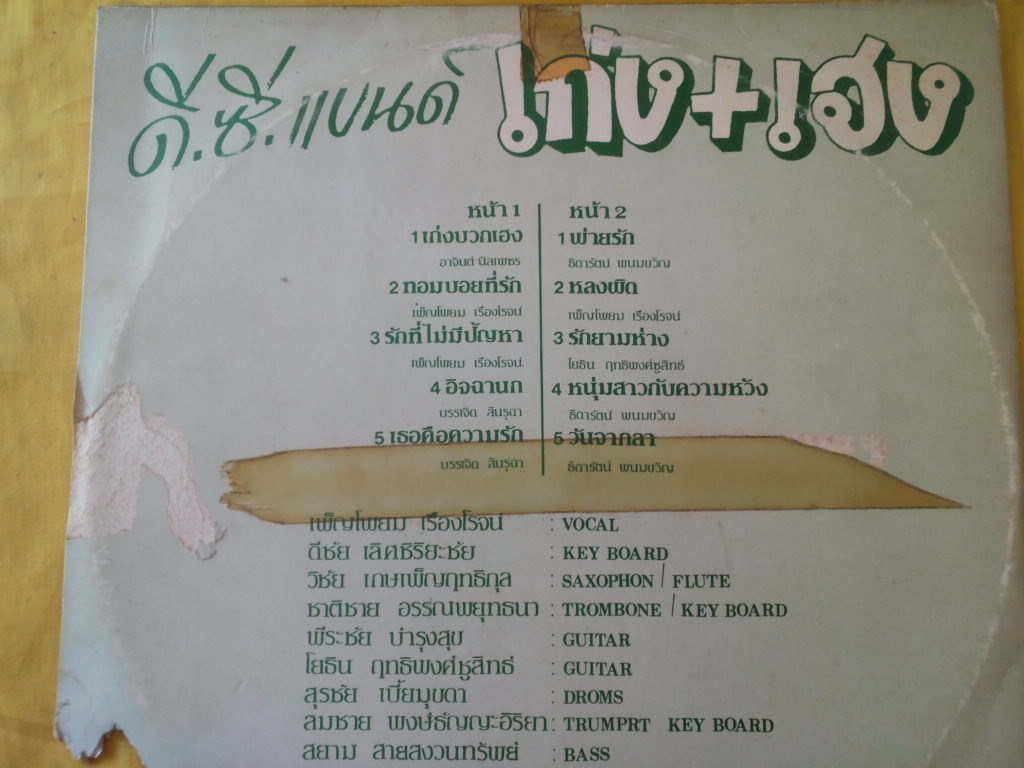 ดี.ซี.แบนด์ เก่ง+เฮง
หน้า 1
1 เก่งบวกเฮง
อาจินต์ นิลเพชร
2 ทอมบอยที่รัก
เพ็ญโพยม เรืองโรจน์
3 รักที่ไม่มีปัญหา
เพ็ญโพยม เรืองโรจน์
4 อิจฉานก
บรรเจิด สินรุฉา
5 เธอคือความรัก
บรรเจิด สินรุฉา
หน้า 2
1 พ่ายรัก
ธิดารัตน์ พนมขวัญ
2 หลงผิด
เพ็ญโพยม เรืองโรจน์
3 รักยามห่าง
โยธิน ฤทธิพงศ์ชูสิทธ์
4 หนุ่มสาวกับความหวัง
ธิดารัตน์ พนมขวัญ
5 วันจากลา
ธิดารัตน์ พนมขวัญ
เพ็ญโพยม เรืองโรจน์ : VOCAL
ดีชัย เลิศชิริยะชัย : KEY BOARD
วิชัย เกษเพ็ญฤทธิกุล : SAXOPHON / FLUTE
ชาติชาย อรรณพยุทธนา : TROMBONE / KEY BOARD
พีระชัย บำรุงสุข : GUITAR
โยธิน ฤทธิพงศ์ชูสิทธ์ : GUITAR
สุรชัย เบี้ยมุขดา : DROMS
สมชาย พงษ์ธัญญะอิริยา : TRUMPRT KEY BOARD
สยาม สายสงวนทรัพย์ : BASS